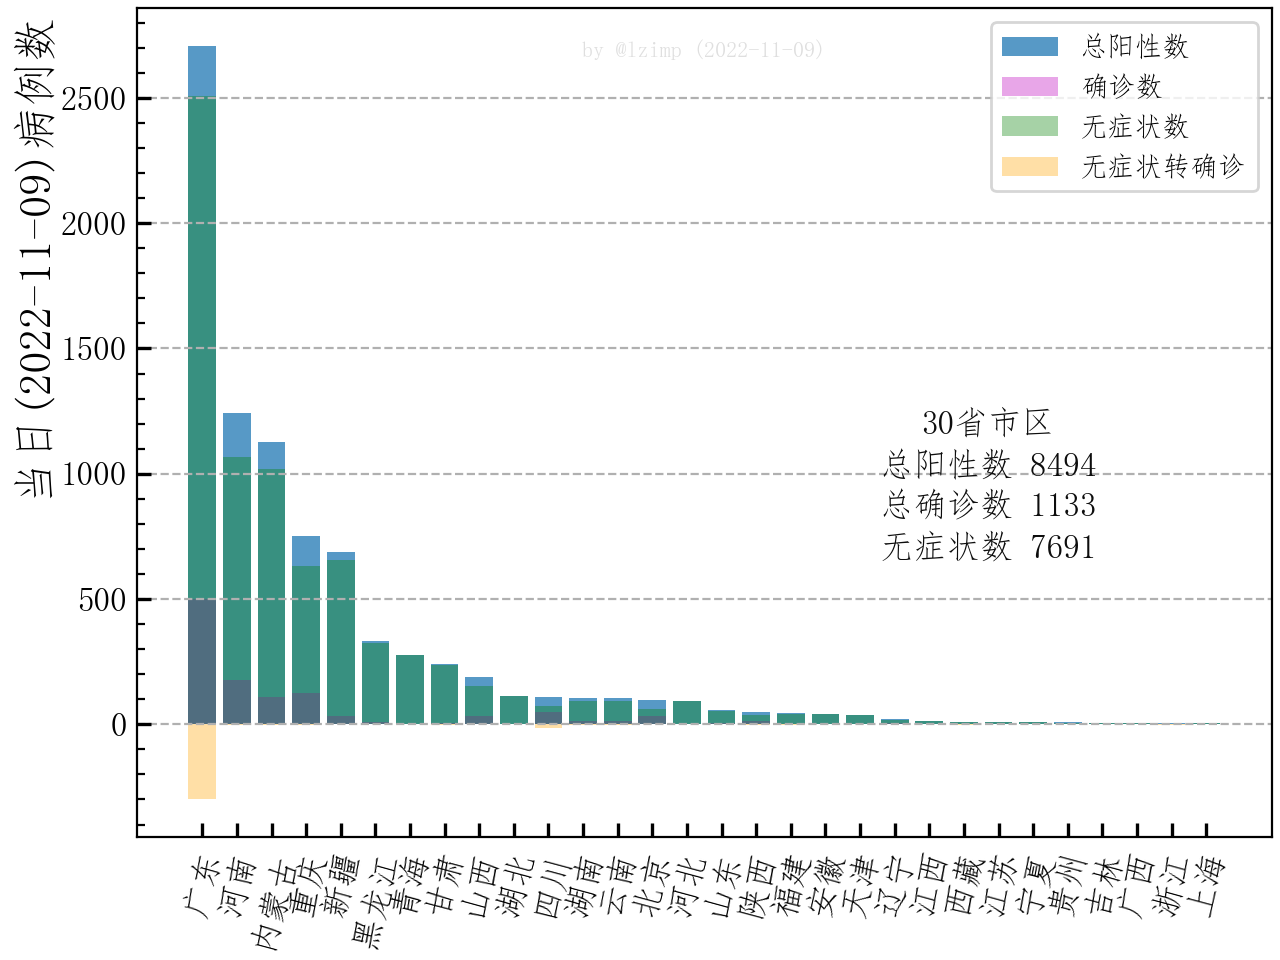 当日(2022-11-09)病例数
2500
2000
1500
1000
500
0
by @lzimp (2022-11-09)
总阳性数
确诊数
无症状数
无症状转确诊
30省市区
总阳性数 8494
总确诊数 1133
无症状数 7691
广东
河南
内蒙古
重庆
新疆
黑龙江
青海
甘肃
山西
湖北
四川
湖南
云南
北京
河北
山东
陕西
福建
安徽
天津
辽宁
江西
西藏
江苏
宁夏
贵州
吉林
广西
浙江
上海